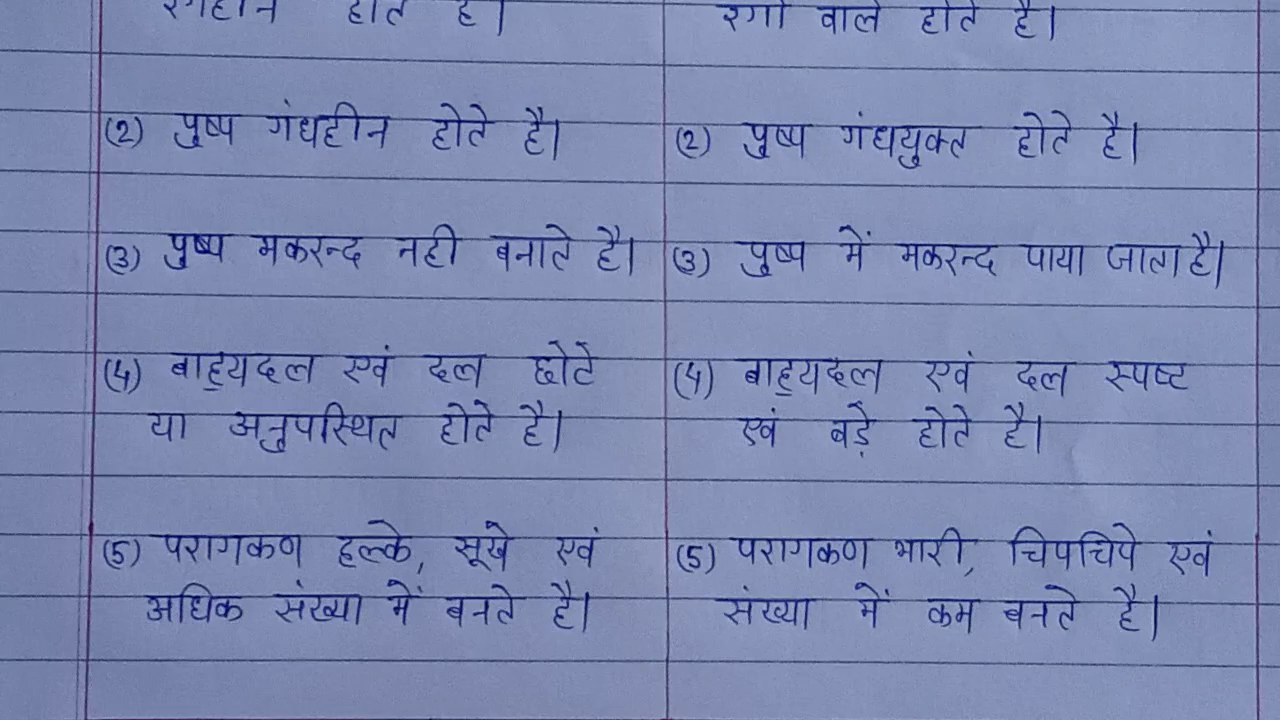 रंगहीन होते है।
रंगो वाले होते है।
(2) पुष्प गंधहीन होते है।
(2) पुष्प गंधयुक्त होते है।
(3) पुष्प मकरन्द नही बनाते है।
(3) पुष्प में मकरन्द पाया जाता है।
(4) बाह्यदल एवं दल छोटे
या अनुपस्थित होते है।
(4) बाह्यदल एवं दल स्पष्ट
एवं बड़े होते है।
(5) परागकण हल्के, सूखे एवं
अधिक संख्या में बनते है।
(5) परागकण भारी, चिपचिपे एवं
संख्या में कम बनते है।